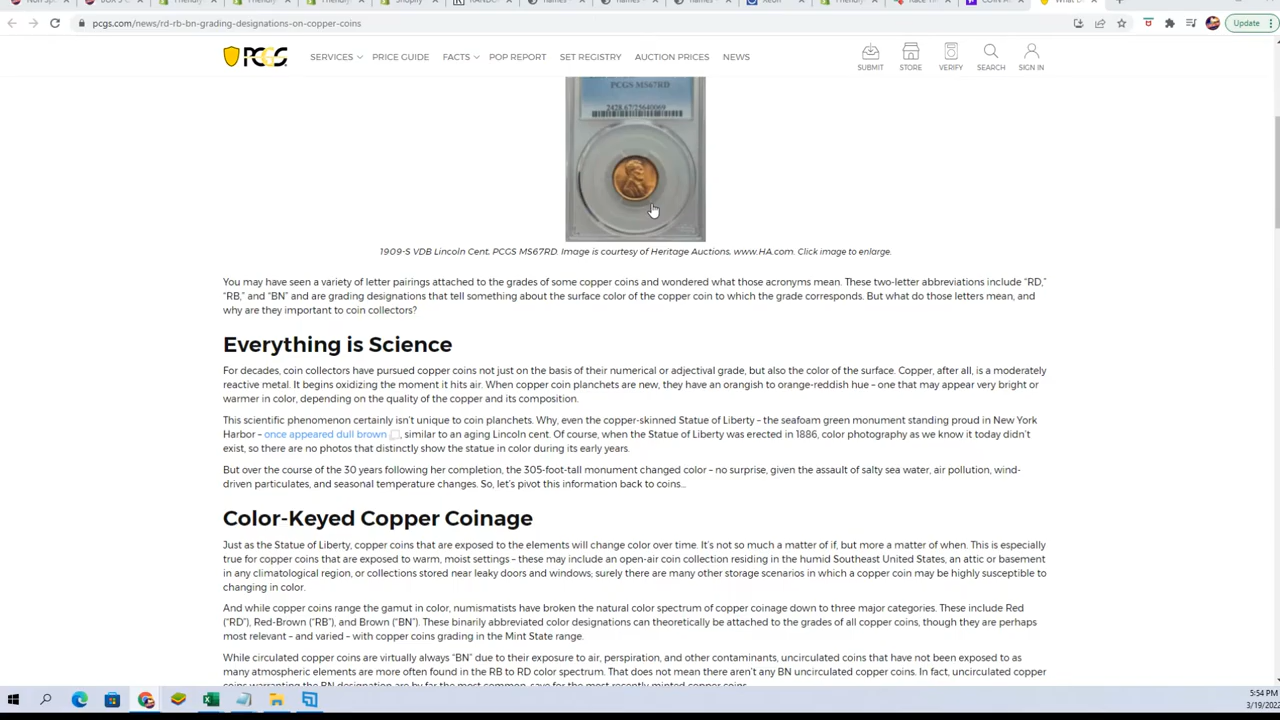 pcgs.com/news/rd-rb-bn-grading-designations-on-copper-coins
Update
PCGS
SERVICES
PRICE GUIDE
FACTS
POP REPORT
SET REGISTRY
AUCTION PRICES
NEWS
SUBMIT
STORE
VERIFY
SEARCH
SIGN IN
PCGS MS67RD
2428.67/25640069
1909-S VDB Lincoln Cent, PCGS MS67RD. Image is courtesy of Heritage Auctions, www.HA.com. Click image to enlarge.
You may have seen a variety of letter pairings attached to the grades of some copper coins and wondered what those acronyms mean. These two-letter abbreviations include “RD,”
“RB,” and “BN” and are grading designations that tell something about the surface color of the copper coin to which the grade corresponds. But what do those letters mean, and
why are they important to coin collectors?
Everything is Science
For decades, coin collectors have pursued copper coins not just on the basis of their numerical or adjectival grade, but also the color of the surface. Copper, after all, is a moderately
reactive metal. It begins oxidizing the moment it hits air. When copper coin planchets are new, they have an orangish to orange-reddish hue – one that may appear very bright or
warmer in color, depending on the quality of the copper and its composition.
This scientific phenomenon certainly isn’t unique to coin planchets. Why, even the copper-skinned Statue of Liberty – the seafoam green monument standing proud in New York
Harbor – once appeared dull brown , similar to an aging Lincoln cent. Of course, when the Statue of Liberty was erected in 1886, color photography as we know it today didn’t
exist, so there are no photos that distinctly show the statue in color during its early years.
But over the course of the 30 years following her completion, the 305-foot-tall monument changed color – no surprise, given the assault of salty sea water, air pollution, wind-
driven particulates, and seasonal temperature changes. So, let’s pivot this information back to coins…
Color-Keyed Copper Coinage
Just as the Statue of Liberty, copper coins that are exposed to the elements will change color over time. It’s not so much a matter of if, but more a matter of when. This is especially
true for copper coins that are exposed to warm, moist settings – these may include an open-air coin collection residing in the humid Southeast United States, an attic or basement
in any climatological region, or collections stored near leaky doors and windows, surely there are many other storage scenarios in which a copper coin may be highly susceptible to
changing in color.
And while copper coins range the gamut in color, numismatists have broken the natural color spectrum of copper coinage down to three major categories. These include Red
(“RD”), Red-Brown (“RB”), and Brown (“BN”). These binarily abbreviated color designations can theoretically be attached to the grades of all copper coins, though they are perhaps
most relevant – and varied – with copper coins grading in the Mint State range.
While circulated copper coins are virtually always “BN” due to their exposure to air, perspiration, and other contaminants, uncirculated coins that have not been exposed to as
many atmospheric elements are more often found in the RB to RD color spectrum. That does not mean there aren’t any BN uncirculated copper coins. In fact, uncirculated copper
coins warranting the BN designation are by far the most common, save for the most recently minted copper coins.
5:54 PM
3/19/2022